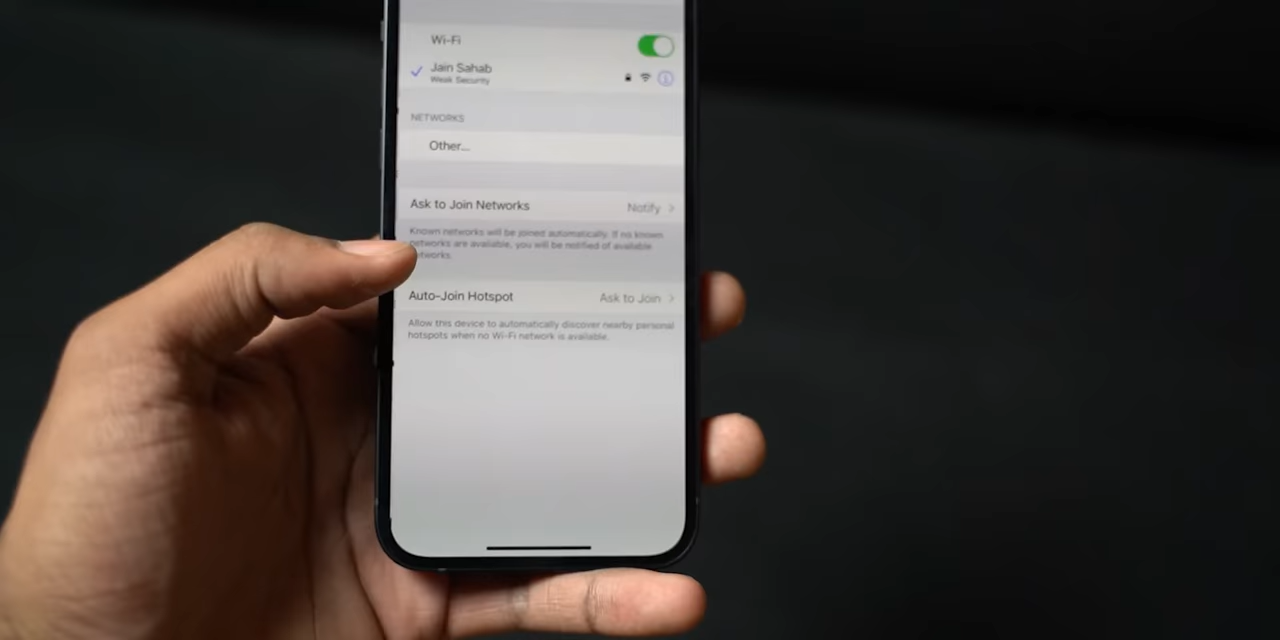 Wi-Fi
Jain Sahab
Weak Security
NETWORKS
Other...
Ask to Join Networks Notify >
Known networks will be joined automatically. If no known
networks are available, you will be notified of available
networks.
Auto-Join Hotspot Ask to Join >
Allow this device to automatically discover nearby personal
hotspots when no Wi-Fi network is available.